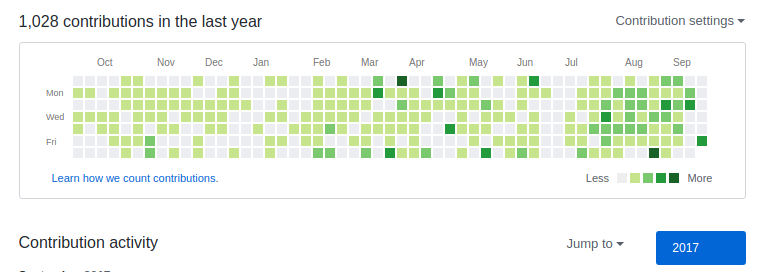 1,028 contributions in the last year
Contribution settings
Oct Nov Dec Jan Feb Mar Apr May Jun Jul Aug Sep
Mon
Wed
Fri
Learn how we count contributions.
Less More
Contribution activity
Jump to
2017